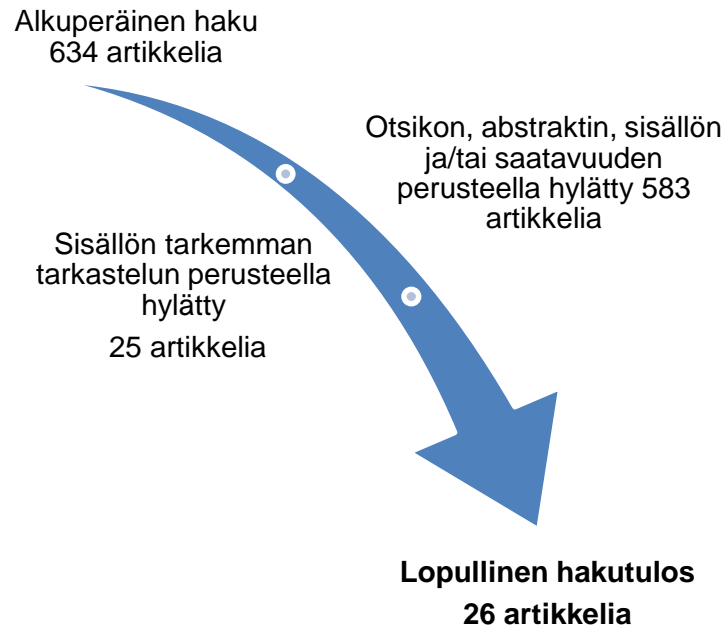 Alkuperäinen haku
634 artikkelia
Otsikon, abstraktin, sisällön
ja/tai saatavuuden
perusteella hylätty 583
artikkelia
Sisällön tarkemman
tarkastelun perusteella
hylätty
25 artikkelia
Lopullinen hakutulos
26 artikkelia